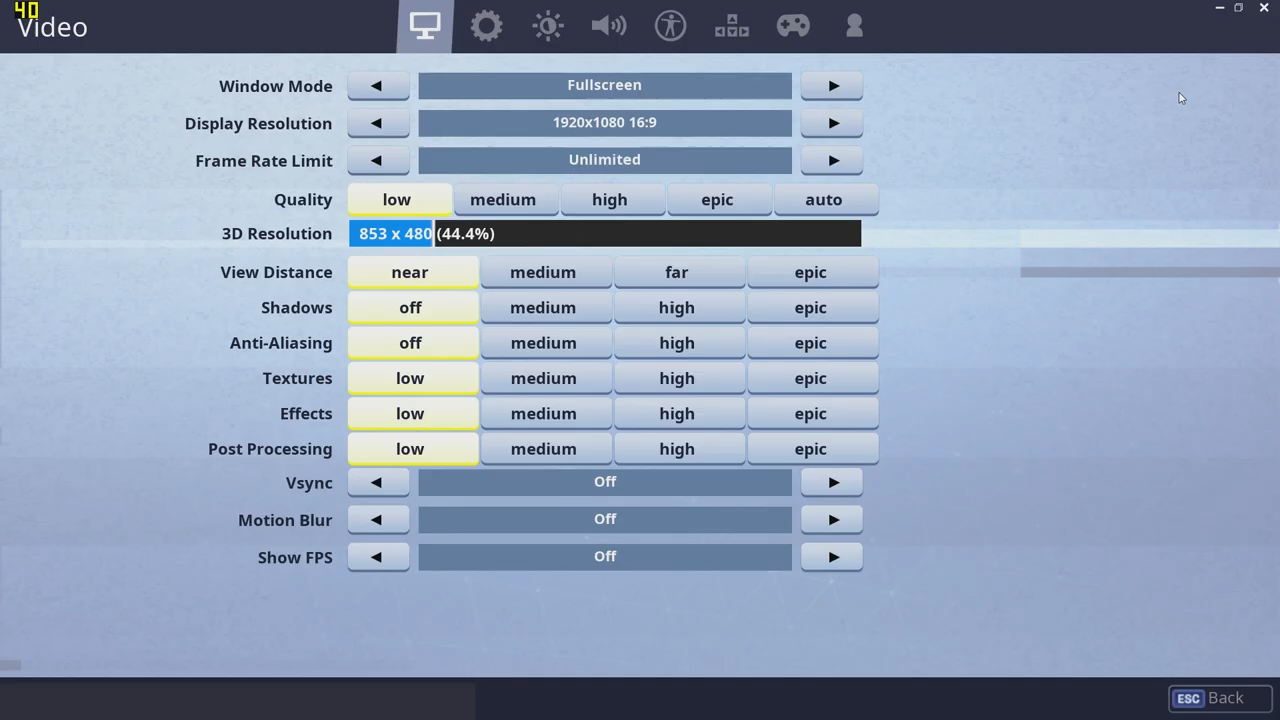 40
Video
Window Mode ◀ Fullscreen ▶
Display Resolution ◀ 1920x1080 16:9 ▶
Frame Rate Limit ◀ Unlimited ▶
Quality low medium high epic auto
3D Resolution 853 x 480 (44.4%)
View Distance near medium far epic
Shadows off medium high epic
Anti-Aliasing off medium high epic
Textures low medium high epic
Effects low medium high epic
Post Processing low medium high epic
Vsync ◀ Off ▶
Motion Blur ◀ Off ▶
Show FPS ◀ Off ▶
ESC Back